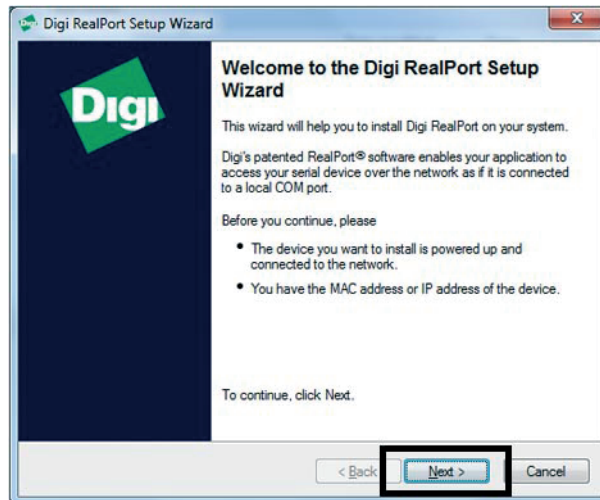 Digi RealPort Setup Wizard
Digi
Welcome to the Digi RealPort Setup
Wizard
This wizard will help you to install Digi RealPort on your system.
Digi's patented RealPort® software enables your application to
access your serial device over the network as if it is connected
to a local COM port.
Before you continue, please
• The device you want to install is powered up and
connected to the network.
• You have the MAC address or IP address of the device.
To continue, click Next.
< Back
Next >
Cancel